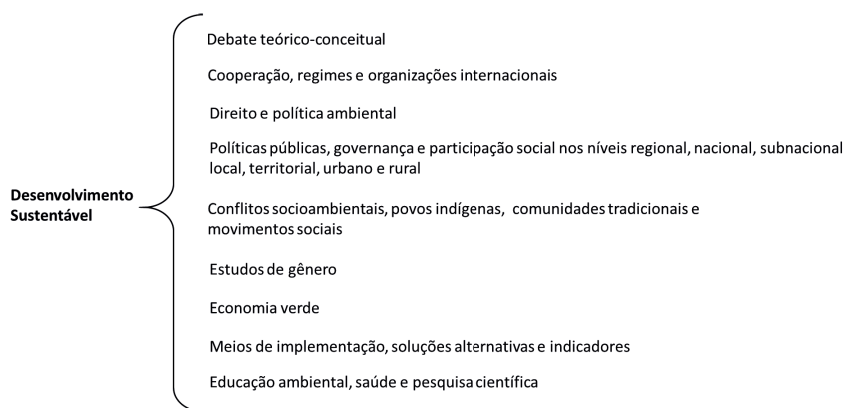 Desenvolvimento
Sustentável
Debate teórico-conceitual
Cooperação, regimes e organizações internacionais
Direito e política ambiental
Políticas públicas, governança e participação social nos níveis regional, nacional, subnacional
local, territorial, urbano e rural
Conflitos socioambientais, povos indígenas, comunidades tradicionais e
movimentos sociais
Estudos de gênero
Economia verde
Meios de implementação, soluções alternativas e indicadores
Educação ambiental, saúde e pesquisa científica